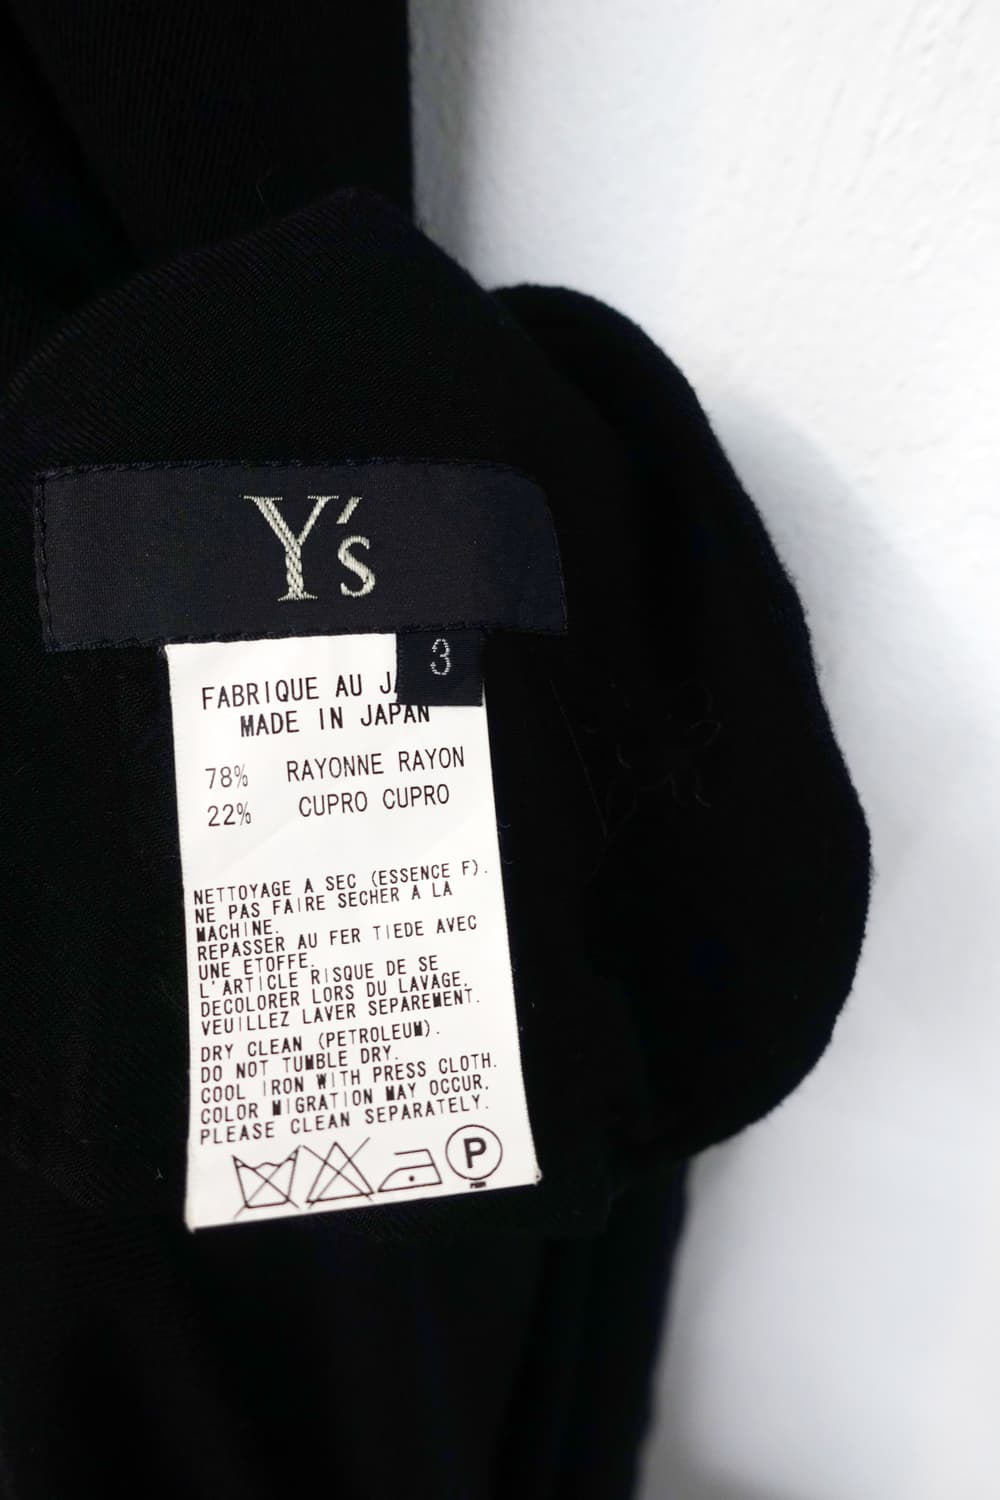 Y's
3
FABRIQUE AU JA
MADE IN JAPAN
78% RAYONNE RAYON
22% CUPRO CUPRO
NETTOYAGE A SEC (ESSENCE F).
NE PAS FAIRE SECHER A LA
MACHINE.
REPASSER AU FER TIEDE AVEC
UNE ETOFFE.
L'ARTICLE RISQUE DE SE
DECOLORER LORS DU LAVAGE,
VEUILLEZ LAVER SEPAREMENT.
DRY CLEAN (PETROLEUM).
DO NOT TUMBLE DRY.
COOL IRON WITH PRESS CLOTH.
COLOR MIGRATION MAY OCCUR,
PLEASE CLEAN SEPARATELY.
P